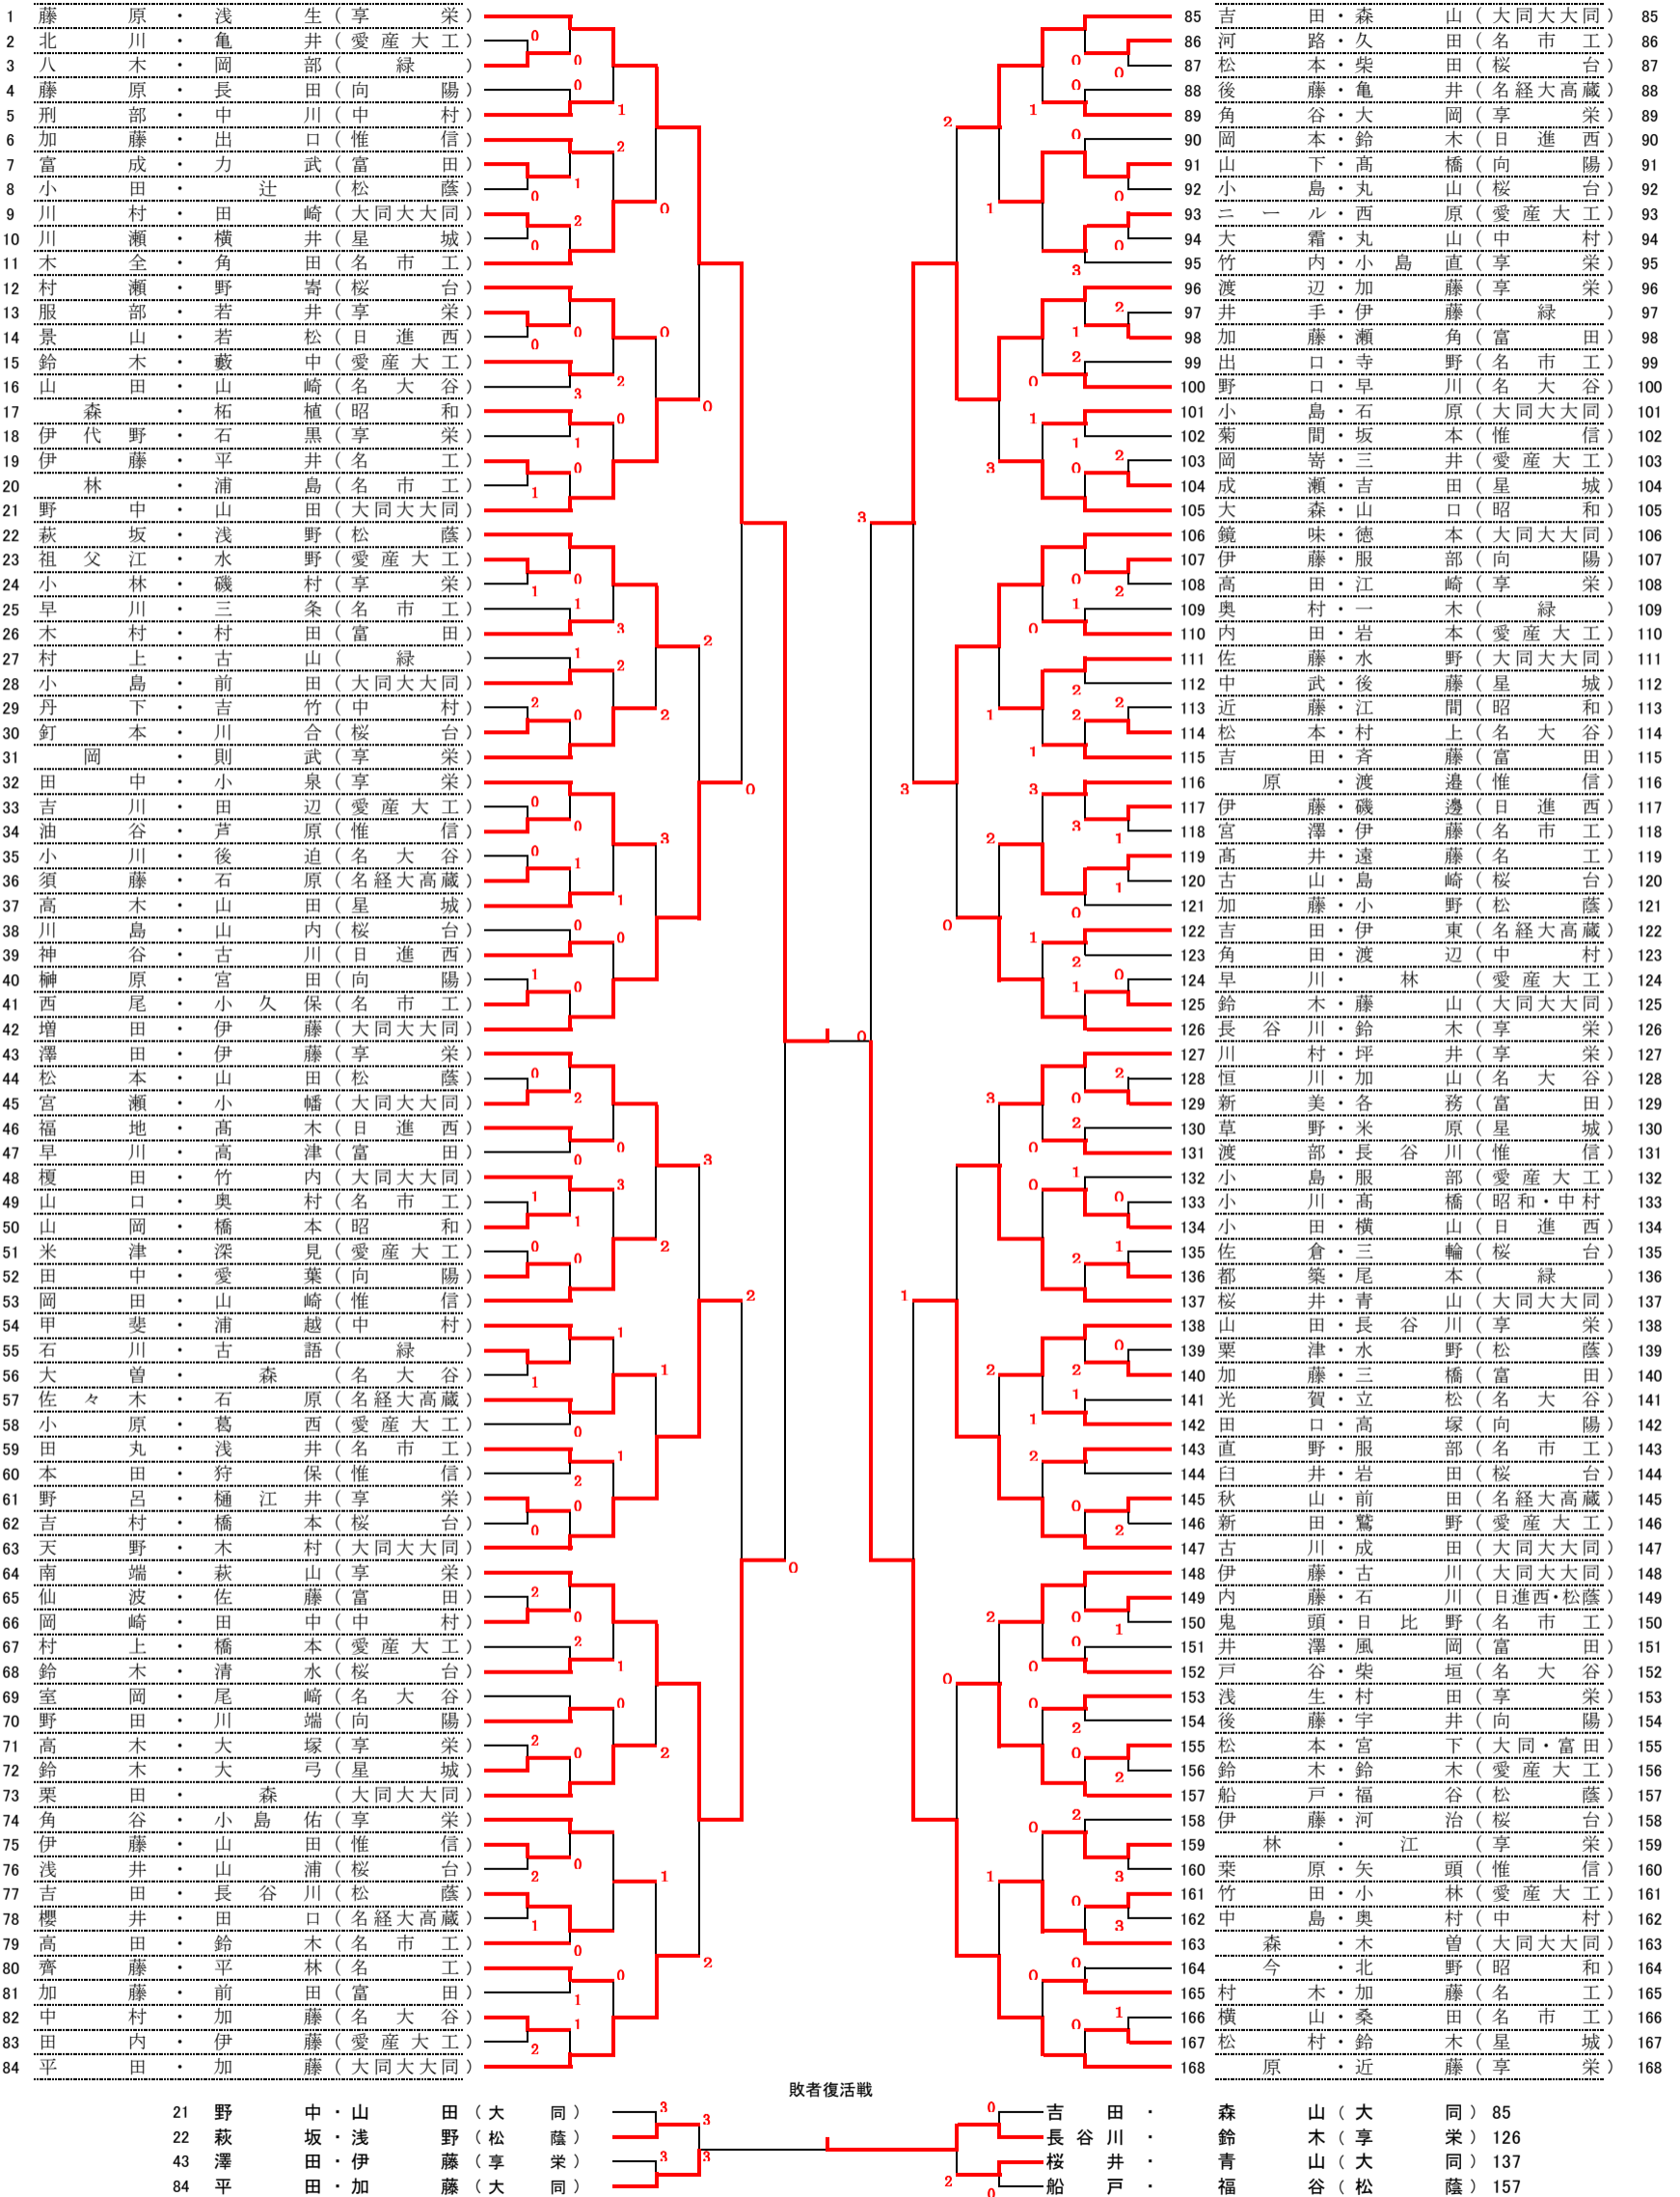 1 藤原・浅生(享栄)
2 北川・亀井(愛産大工)
3 八木・岡部(緑)
4 藤原・長田(向陽)
5 刑部・中川(中村)
6 加藤・出口(惟信)
7 富成・力武(富田)
8 小田・辻(松蔭)
9 川村・田崎(大同大大同)
10 川瀬・横井(星城)
11 木全・角田(名市工)
12 村瀬・野嵜(桜台)
13 服部・若井(享栄)
14 景山・若松(日進西)
15 鈴木・藪中(愛産大工)
16 山田・山崎(名大谷)
17 森・柘植(昭和)
18 伊代野・石黒(享栄)
19 伊藤・平井(名工)
20 林・浦島(名市工)
21 野中・山田(大同大大同)
22 萩坂・浅野(松蔭)
23 祖父江・水野(愛産大工)
24 小林・磯村(享栄)
25 早川・三条(名市工)
26 木村・村田(富田)
27 村上・古山(緑)
28 小島・前田(大同大大同)
29 丹下・吉竹(中村)
30 釘本・川合(桜台)
31 岡・則武(享栄)
32 田中・小泉(享栄)
33 吉川・田辺(愛産大工)
34 油谷・芦原(惟信)
35 小川・後迫(名大谷)
36 須藤・石原(名経大高蔵)
37 高木・山田(星城)
38 川島・山内(桜台)
39 神谷・古川(日進西)
40 榊原・宮田(向陽)
41 西尾・小久保(名市工)
42 増田・伊藤(大同大大同)
43 澤田・伊藤(享栄)
44 松本・山田(松蔭)
45 宮瀬・小幡(大同大大同)
46 福地・髙木(日進西)
47 早川・高津(富田)
48 榎田・竹内(大同大大同)
49 山口・奥村(名市工)
50 山岡・橋本(昭和)
51 米津・深見(愛産大工)
52 田中・愛葉(向陽)
53 岡田・山崎(惟信)
54 甲斐・浦越(中村)
55 石川・古語(緑)
56 大曽・森(名大谷)
57 佐々木・石原(名経大高蔵)
58 小原・葛西(愛産大工)
59 田丸・浅井(名市工)
60 本田・狩保(惟信)
61 野呂・樋江井(享栄)
62 吉村・橋本(桜台)
63 天野・木村(大同大大同)
64 南端・萩山(享栄)
65 仙波・佐藤(富田)
66 岡崎・田中(中村)
67 村上・橋本(愛産大工)
68 鈴木・清水(桜台)
69 室岡・尾﨑(名大谷)
70 野田・川端(向陽)
71 高木・大塚(享栄)
72 鈴木・大弓(星城)
73 栗田・森(大同大大同)
74 角谷・小島佑(享栄)
75 伊藤・山田(惟信)
76 浅井・山浦(桜台)
77 吉田・長谷川(松蔭)
78 櫻井・田口(名経大高蔵)
79 高田・鈴木(名市工)
80 齊藤・平林(名工)
81 加藤・前田(富田)
82 中村・加藤(名大谷)
83 田内・伊藤(愛産大工)
84 平田・加藤(大同大大同)
85 吉田・森山(大同大大同) 85
86 河路・久田(名市工) 86
87 松本・柴田(桜台) 87
88 後藤・亀井(名経大高蔵) 88
89 角谷・大岡(享栄) 89
90 岡本・鈴木(日進西) 90
91 山下・髙橋(向陽) 91
92 小島・丸山(桜台) 92
93 ニール・西原(愛産大工) 93
94 大霜・丸山(中村) 94
95 竹内・小島直(享栄) 95
96 渡辺・加藤(享栄) 96
97 井手・伊藤(緑) 97
98 加藤・瀬角(富田) 98
99 出口・寺野(名市工) 99
100 野口・早川(名大谷) 100
101 小島・石原(大同大大同) 101
102 菊間・坂本(惟信) 102
103 岡嵜・三井(愛産大工) 103
104 成瀬・吉田(星城) 104
105 大森・山口(昭和) 105
106 鏡味・徳本(大同大大同) 106
107 伊藤・服部(向陽) 107
108 高田・江崎(享栄) 108
109 奥村・一木(緑) 109
110 内田・岩本(愛産大工) 110
111 佐藤・水野(大同大大同) 111
112 中武・後藤(星城) 112
113 近藤・江間(昭和) 113
114 松本・村上(名大谷) 114
115 吉田・斉藤(富田) 115
116 原・渡邉(惟信) 116
117 伊藤・磯邊(日進西) 117
118 宮澤・伊藤(名市工) 118
119 髙井・遠藤(名工) 119
120 古山・島崎(桜台) 120
121 加藤・小野(松蔭) 121
122 吉田・伊東(名経大高蔵) 122
123 角田・渡辺(中村) 123
124 早川・林(愛産大工) 124
125 鈴木・藤山(大同大大同) 125
126 長谷川・鈴木(享栄) 126
127 川村・坪井(享栄) 127
128 恒川・加山(名大谷) 128
129 新美・各務(富田) 129
130 草野・米原(星城) 130
131 渡部・長谷川(惟信) 131
132 小島・服部(愛産大工) 132
133 小川・髙橋(昭和・中村 133
134 小田・横山(日進西) 134
135 佐倉・三輪(桜台) 135
136 都築・尾本(緑) 136
137 桜井・青山(大同大大同) 137
138 山田・長谷川(享栄) 138
139 粟津・水野(松蔭) 139
140 加藤・三橋(富田) 140
141 光賀・立松(名大谷) 141
142 田口・高塚(向陽) 142
143 直野・服部(名市工) 143
144 臼井・岩田(桜台) 144
145 秋山・前田(名経大高蔵) 145
146 新田・鷲野(愛産大工) 146
147 古川・成田(大同大大同) 147
148 伊藤・古川(大同大大同) 148
149 内藤・石川(日進西・松蔭) 149
150 鬼頭・日比野(名市工) 150
151 井澤・風岡(富田) 151
152 戸谷・柴垣(名大谷) 152
153 浅生・村田(享栄) 153
154 後藤・宇井(向陽) 154
155 松本・宮下(大同・富田) 155
156 鈴木・鈴木(愛産大工) 156
157 船戸・福谷(松蔭) 157
158 伊藤・河治(桜台) 158
159 林・江(享栄) 159
160 栞原・矢頭(惟信) 160
161 竹田・小林(愛産大工) 161
162 中島・奥村(中村) 162
163 森・木曽(大同大大同) 163
164 今・北野(昭和) 164
165 村木・加藤(名工) 165
166 横山・桑田(名市工) 166
167 松村・鈴木(星城) 167
168 原・近藤(享栄) 168
敗者復活戦
21 野中・山田(大同)
22 萩坂・浅野(松蔭)
43 澤田・伊藤(享栄)
84 平田・加藤(大同)
吉田・森山(大同) 85
長谷川・鈴木(享栄) 126
桜井・青山(大同) 137
船戸・福谷(松蔭) 157